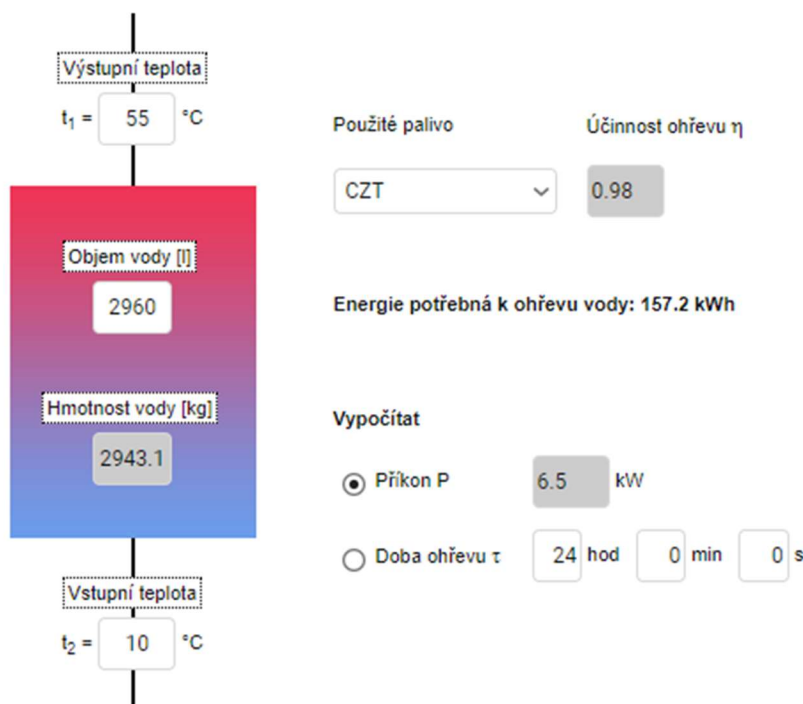 Výstupní teplota
t₁ = 55 °C
Použité palivo Účinnost ohřevu η
CZT 0.98
Objem vody [l]
2960
Energie potřebná k ohřevu vody: 157.2 kWh
Hmotnost vody [kg]
2943.1
Vypočítat
Příkon P 6.5 kW
Doba ohřevu τ 24 hod 0 min 0 s
Vstupní teplota
t₂ = 10 °C